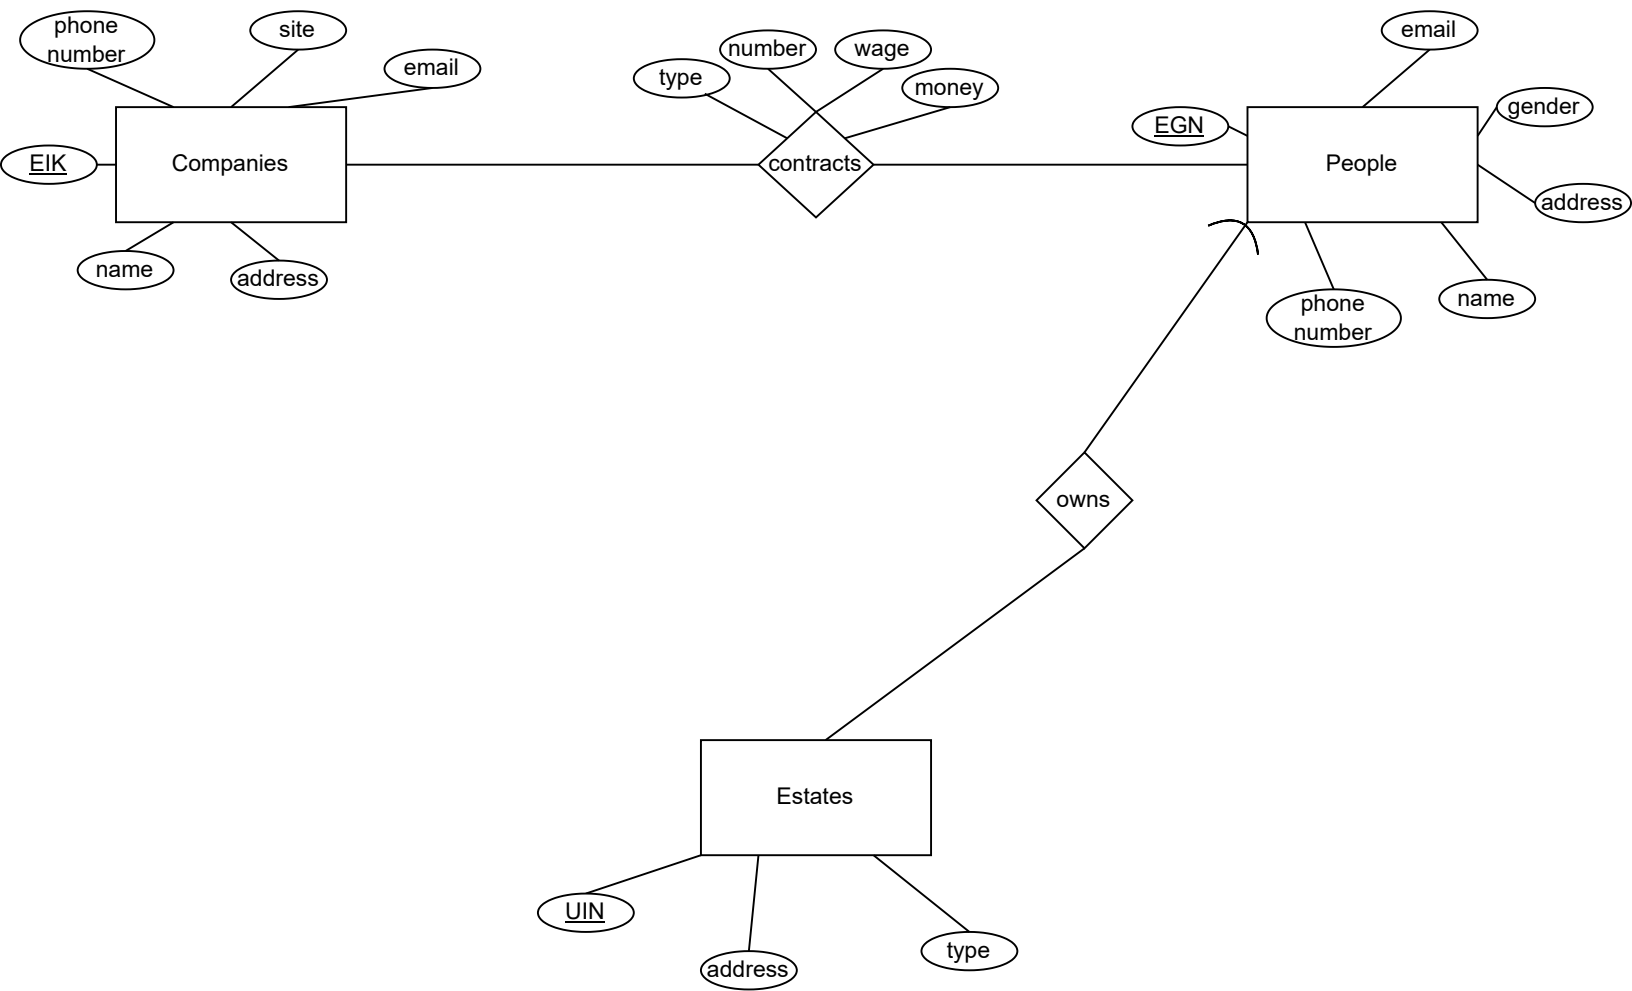 phone
number
site
email
EIK
Companies
name
address
type
number
wage
money
contracts
email
EGN
gender
People
address
phone
number
name
owns
Estates
UIN
address
type